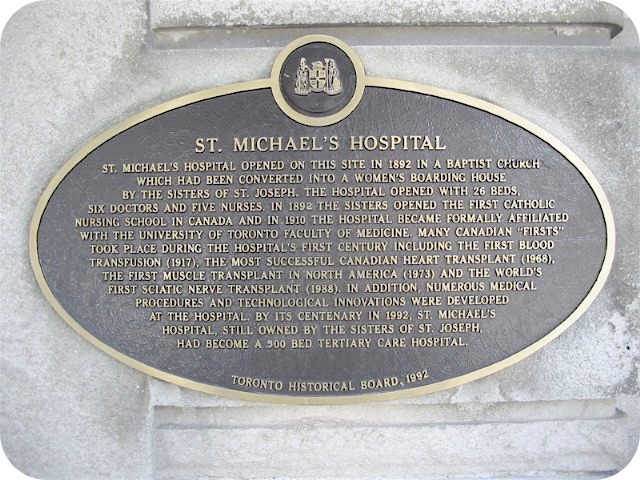 ST. MICHAEL'S HOSPITAL
ST. MICHAEL'S HOSPITAL OPENED ON THIS SITE IN 1892 IN A BAPTIST CHURCH
WHICH HAD BEEN CONVERTED INTO A WOMEN'S BOARDING HOUSE
BY THE SISTERS OF ST. JOSEPH. THE HOSPITAL OPENED WITH 26 BEDS,
SIX DOCTORS AND FIVE NURSES. IN 1892 THE SISTERS OPENED THE FIRST CATHOLIC
NURSING SCHOOL IN CANADA AND IN 1910 THE HOSPITAL BECAME FORMALLY AFFILIATED
WITH THE UNIVERSITY OF TORONTO FACULTY OF MEDICINE. MANY CANADIAN "FIRSTS"
TOOK PLACE DURING THE HOSPITAL'S FIRST CENTURY INCLUDING THE FIRST BLOOD
TRANSFUSION (1917), THE MOST SUCCESSFUL CANADIAN HEART TRANSPLANT (1968),
THE FIRST MUSCLE TRANSPLANT IN NORTH AMERICA (1973) AND THE WORLD'S
FIRST SCIATIC NERVE TRANSPLANT (1988). IN ADDITION, NUMEROUS MEDICAL
PROCEDURES AND TECHNOLOGICAL INNOVATIONS WERE DEVELOPED
AT THE HOSPITAL. BY ITS CENTENARY IN 1992, ST. MICHAEL'S
HOSPITAL, STILL OWNED BY THE SISTERS OF ST. JOSEPH,
HAD BECOME A 500 BED TERTIARY CARE HOSPITAL.
TORONTO HISTORICAL BOARD, 1992